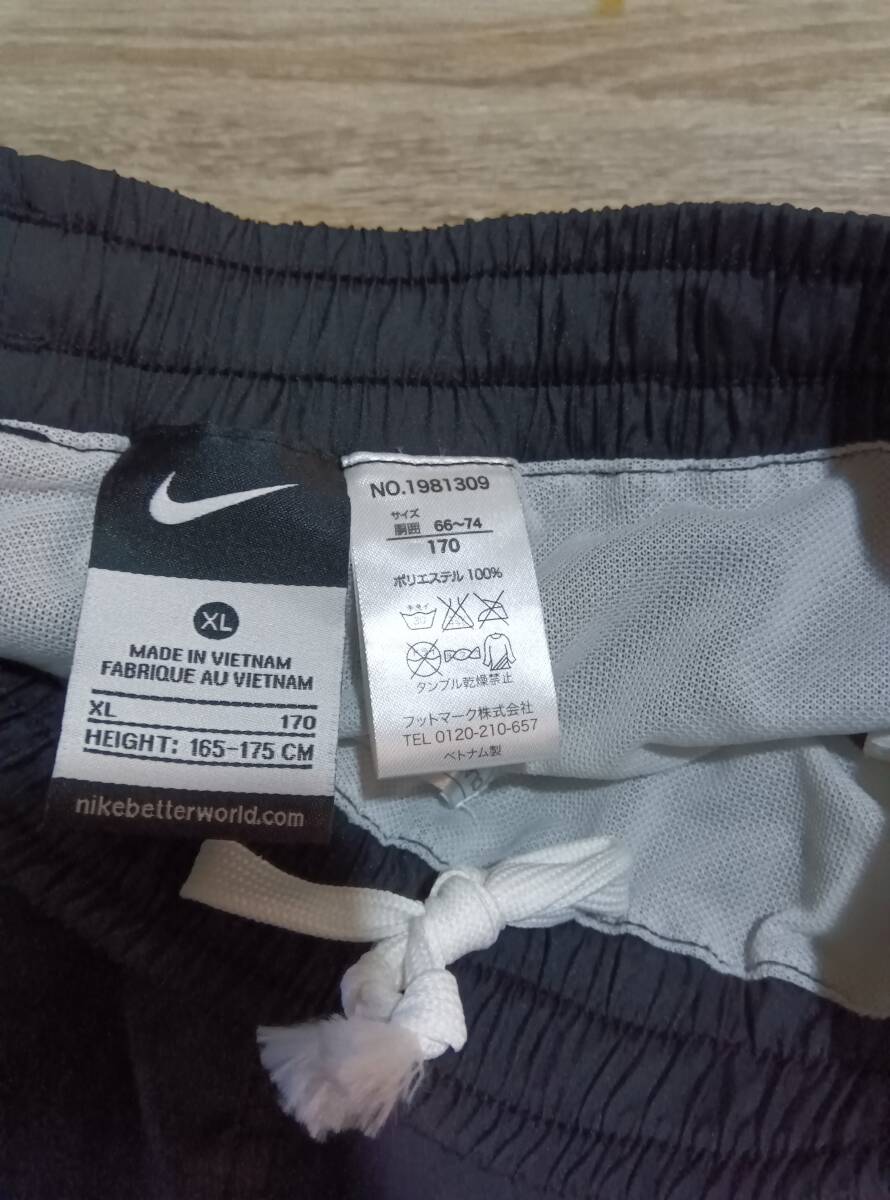 XL
MADE IN VIETNAM
FABRIQUE AU VIETNAM
XL 170
HEIGHT: 165-175 CM
nikebetterworld.com
NO.1981309
サイズ
胴囲 66～74
170
ポリエステル 100%
タンブル乾燥禁止
フットマーク株式会社
TEL 0120-210-657
ベトナム製